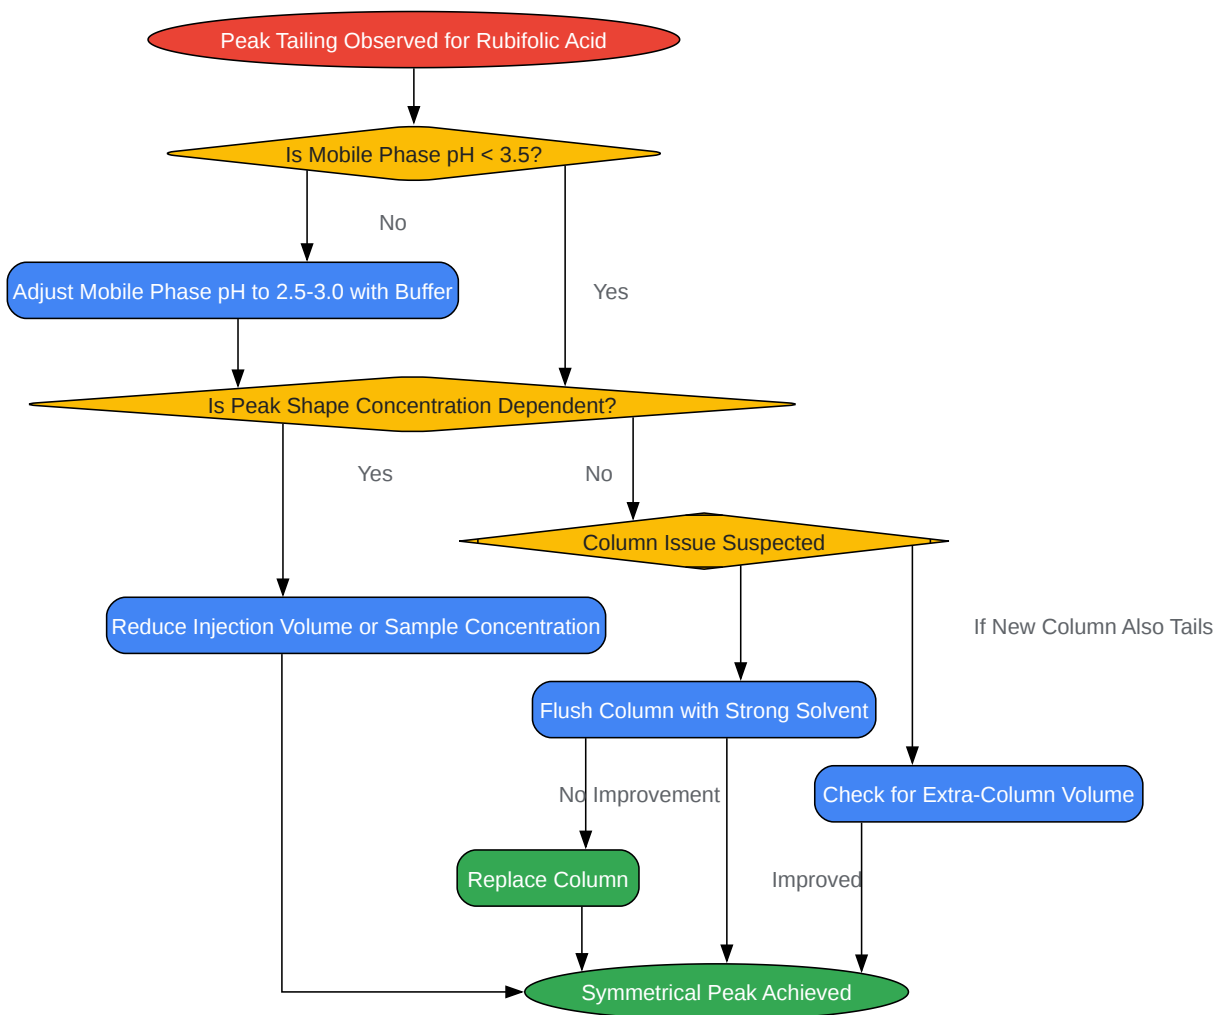 Peak Tailing Observed for Rubifolic Acid
Is Mobile Phase pH < 3.5?
No
Adjust Mobile Phase pH to 2.5-3.0 with Buffer
Yes
Is Peak Shape Concentration Dependent?
Yes
No
Column Issue Suspected
Reduce Injection Volume or Sample Concentration
If New Column Also Tails
Flush Column with Strong Solvent
No Improvement
Check for Extra-Column Volume
Replace Column
Improved
Symmetrical Peak Achieved